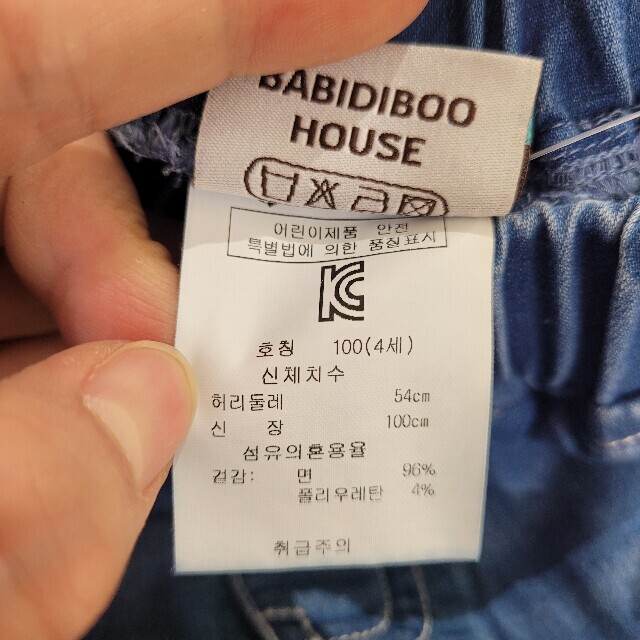 BABIDIBOO
HOUSE
어린이제품 안전
특별법에 의한 품질표시
KC
호칭 100(4세)
신체치수
허리둘레 54cm
신 장 100cm
섬유의혼용율
겉감: 면 96%
폴리우레탄 4%
취급주의